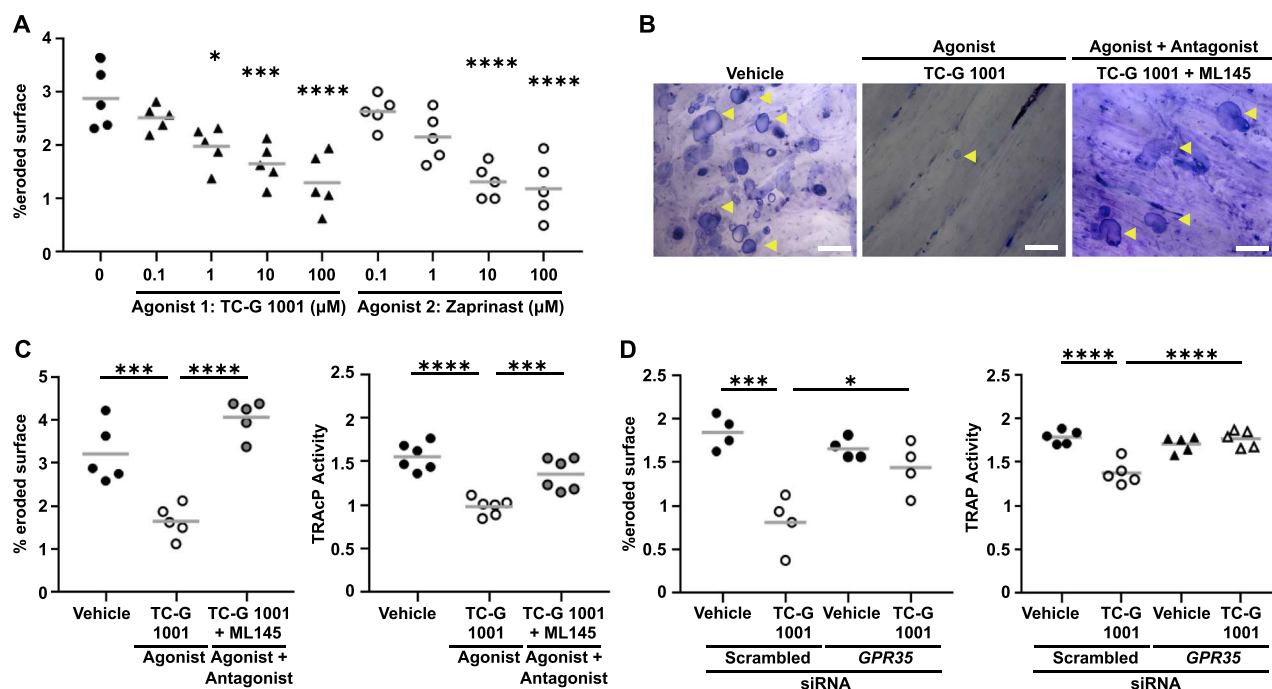 A
%eroded surface
4
3
2
1
0
*
***
****
****
****
0
0.1
1
10
100
0.1
1
10
100
Agonist 1: TC-G 1001 (µM)
Agonist 2: Zaprinast (µM)
B
Agonist
Agonist + Antagonist
Vehicle
TC-G 1001
TC-G 1001 + ML145
C
% eroded surface
5
4
3
2
1
0
***
****
Vehicle
TC-G
1001
TC-G 1001
+ ML145
Agonist
Agonist +
Antagonist
TRAcP Activity
2.5
2
1.5
1
0.5
0
****
***
Vehicle
TC-G
1001
TC-G 1001
+ ML145
Agonist
Agonist +
Antagonist
D
%eroded surface
2.5
2
1.5
1
0.5
0
***
*
Vehicle
TC-G
1001
Vehicle
TC-G
1001
Scrambled
GPR35
siRNA
TRAP Activity
2.5
2
1.5
1
0.5
0
****
****
Vehicle
TC-G
1001
Vehicle
TC-G
1001
Scrambled
GPR35
siRNA